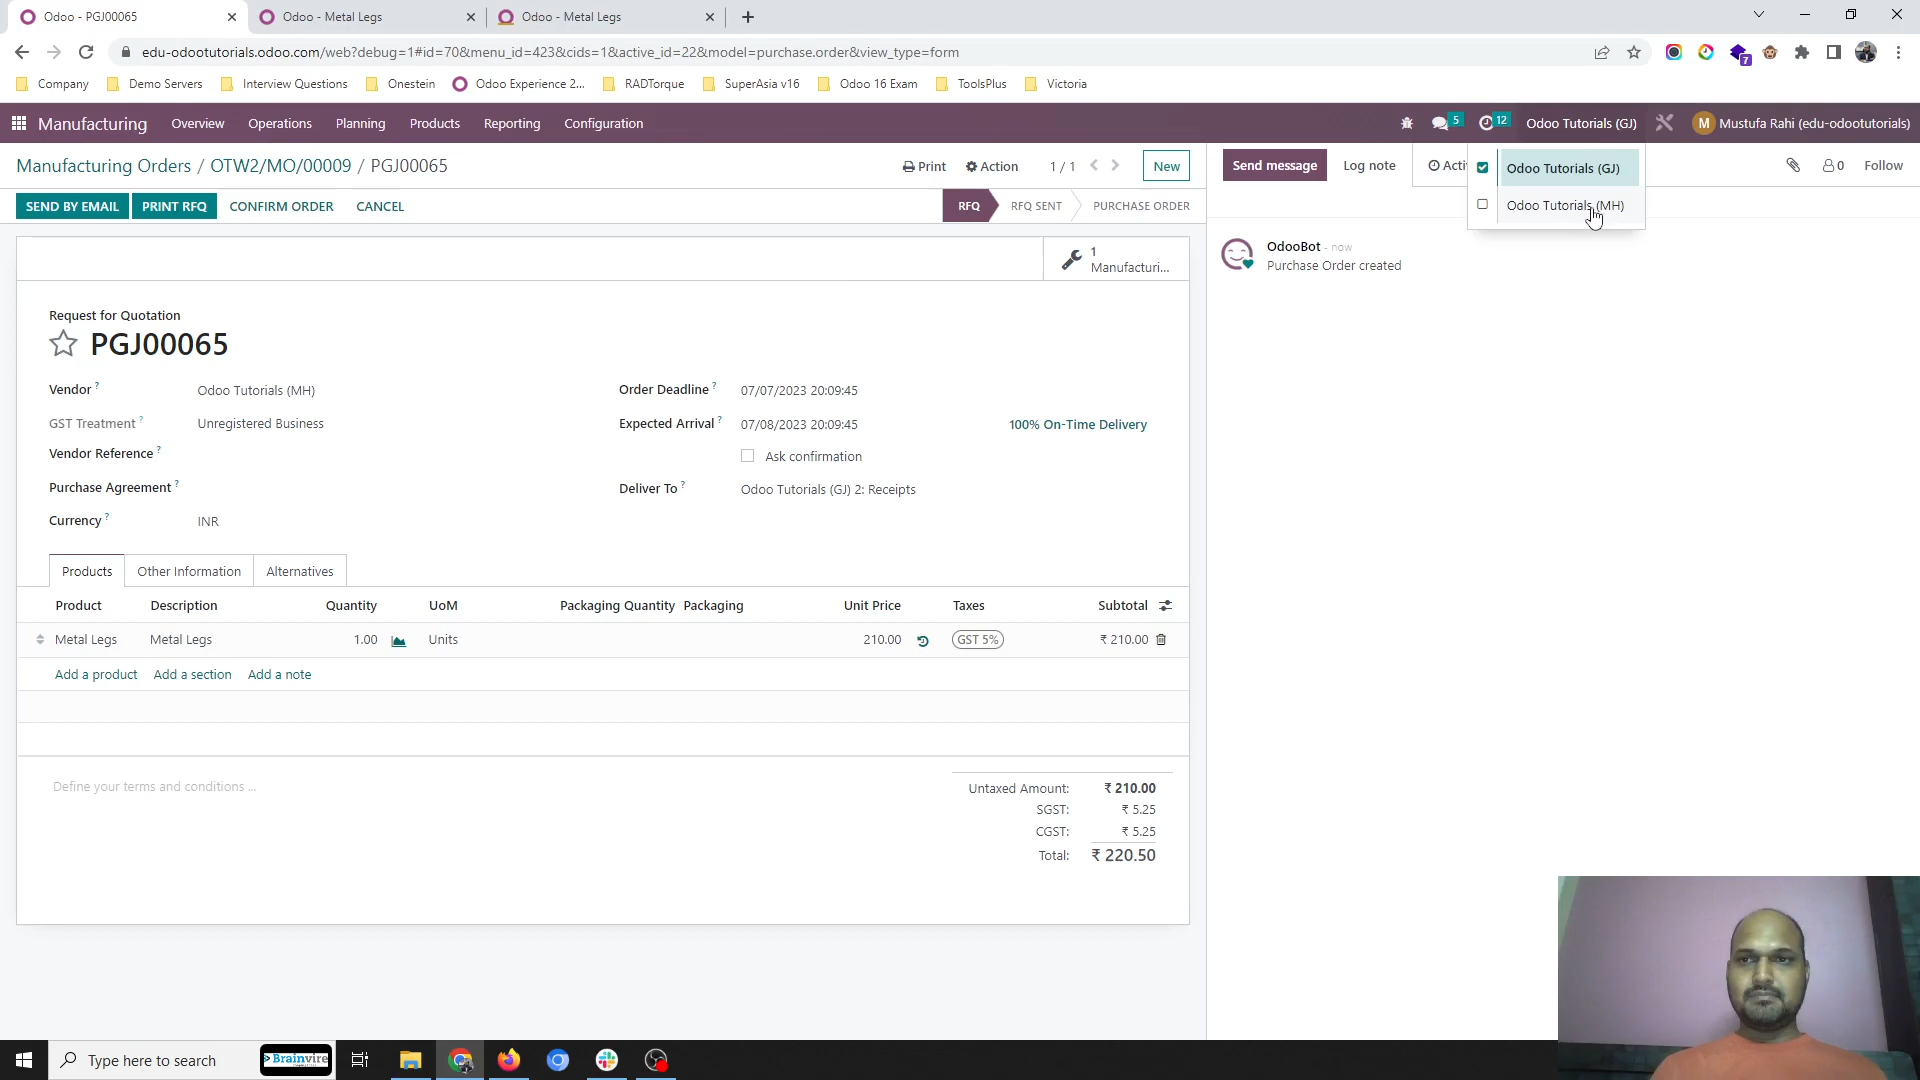 Odoo - PGJ00065
Odoo - Metal Legs
Odoo - Metal Legs
edu-odootutorials.odoo.com/web?debug=1#id=70&menu_id=423&cids=1&active_id=22&model=purchase.order&view_type=form
7
Company Demo Servers Interview Questions Onestein Odoo Experience 2... RADTorque SuperAsia v16 Odoo 16 Exam ToolsPlus Victoria
Manufacturing Overview Operations Planning Products Reporting Configuration 5 12 Odoo Tutorials (GJ) M Mustufa Rahi (edu-odootutorials)
Manufacturing Orders / OTW2/MO/00009 / PGJ00065 Print Action 1 / 1 New
Send message Log note Acti
Odoo Tutorials (GJ)
0 Follow
Odoo Tutorials (MH)
SEND BY EMAIL PRINT RFQ CONFIRM ORDER CANCEL RFQ RFQ SENT PURCHASE ORDER
OdooBot - now
Purchase Order created
1
Manufacturi...
Request for Quotation
PGJ00065
Vendor ? Odoo Tutorials (MH)
GST Treatment ? Unregistered Business
Vendor Reference ?
Purchase Agreement ?
Currency ? INR
Order Deadline ? 07/07/2023 20:09:45
Expected Arrival ? 07/08/2023 20:09:45 100% On-Time Delivery
Ask confirmation
Deliver To ? Odoo Tutorials (GJ) 2: Receipts
Products Other Information Alternatives
Product Description Quantity UoM Packaging Quantity Packaging Unit Price Taxes Subtotal
Metal Legs Metal Legs 1.00 Units 210.00 GST 5% ₹ 210.00
Add a product Add a section Add a note
Define your terms and conditions ...
Untaxed Amount: ₹ 210.00
SGST: ₹ 5.25
CGST: ₹ 5.25
Total: ₹ 220.50
Type here to search
Brainvire